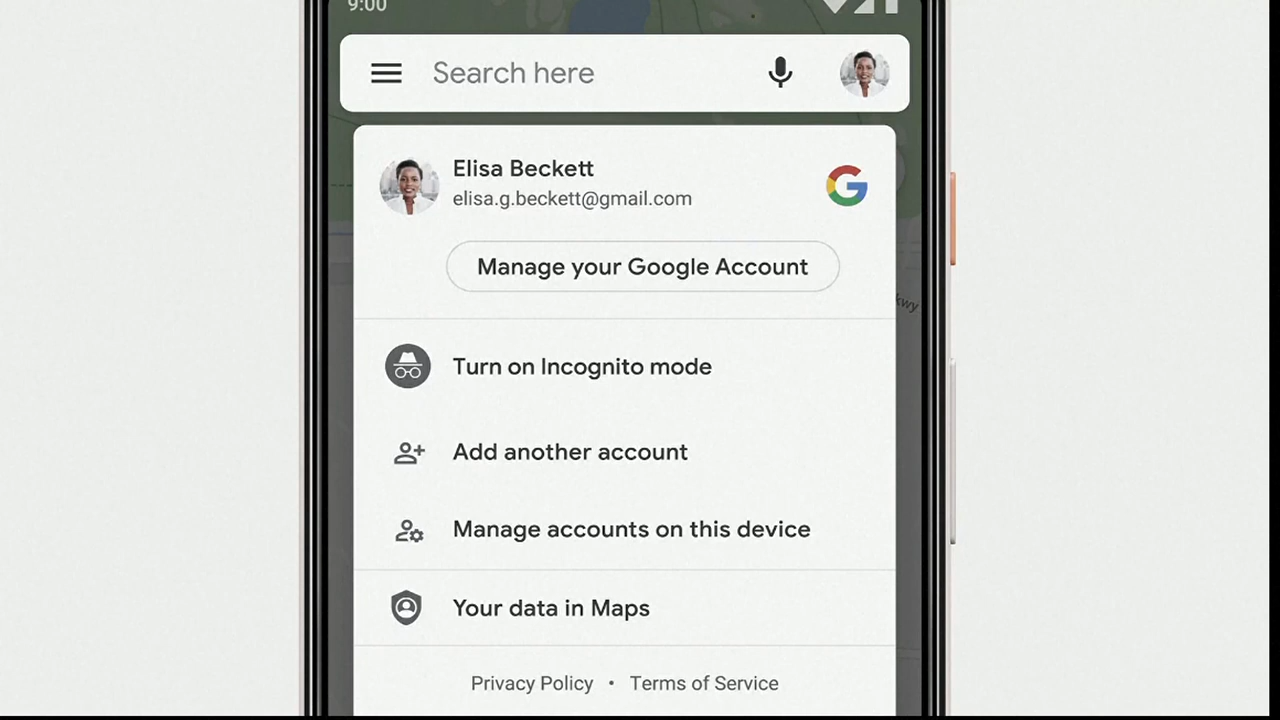 9:00
Search here
Elisa Beckett
elisa.g.beckett@gmail.com
Manage your Google Account
kwy
Turn on Incognito mode
Add another account
Manage accounts on this device
Your data in Maps
Privacy Policy • Terms of Service